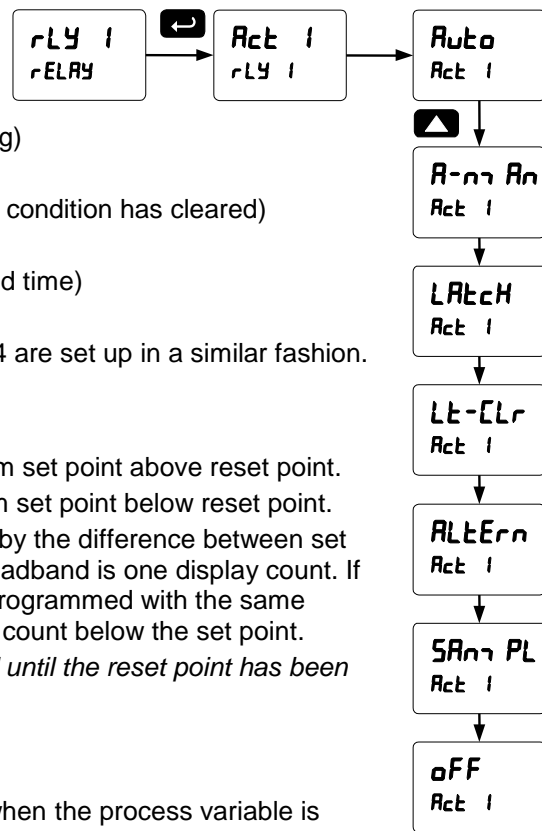 rLY 1
rELAY
Act 1
rLY 1
Auto
Act 1
g)
A-mAn
Act 1
condition has cleared)
LAtcH
Act 1
d time)
4 are set up in a similar fashion.
Lt-CLr
Act 1
m set point above reset point.
n set point below reset point.
by the difference between set
adband is one display count. If
rogrammed with the same
count below the set point.
ALtErn
Act 1
until the reset point has been
SAmPL
Act 1
oFF
Act 1
when the process variable is